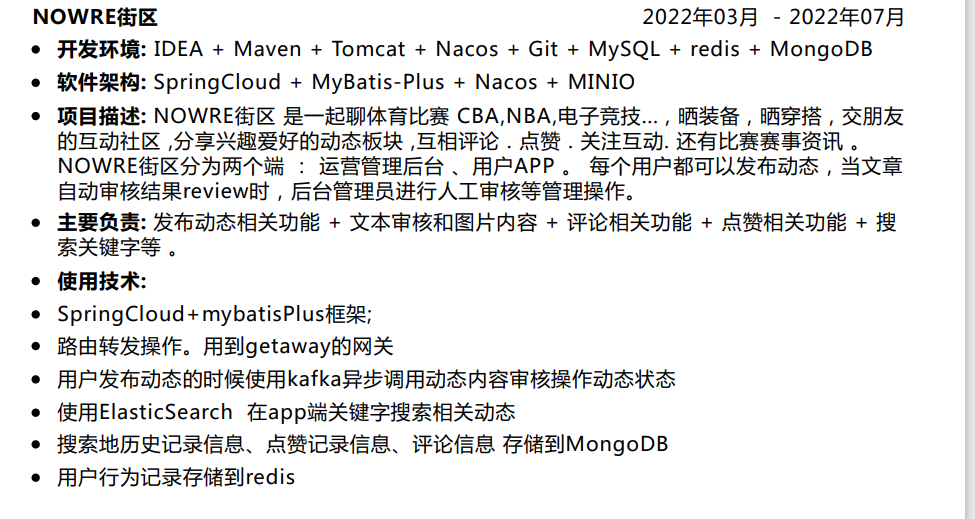 NOWRE街区 2022年03月 - 2022年07月
• 开发环境: IDEA + Maven + Tomcat + Nacos + Git + MySQL + redis + MongoDB
• 软件架构: SpringCloud + MyBatis-Plus + Nacos + MINIO
• 项目描述: NOWRE街区 是一起聊体育比赛 CBA,NBA,电子竞技...，晒装备，晒穿搭，交朋友
的互动社区 ,分享兴趣爱好的动态板块 ,互相评论 . 点赞 . 关注互动. 还有比赛赛事资讯 。
NOWRE街区分为两个端 ： 运营管理后台 、用户APP 。 每个用户都可以发布动态，当文章
自动审核结果review时，后台管理员进行人工审核等管理操作。
• 主要负责: 发布动态相关功能 + 文本审核和图片内容 + 评论相关功能 + 点赞相关功能 + 搜
索关键字等 。
• 使用技术:
• SpringCloud+mybatisPlus框架;
• 路由转发操作。用到getaway的网关
• 用户发布动态的时候使用kafka异步调用动态内容审核操作动态状态
• 使用ElasticSearch 在app端关键字搜索相关动态
• 搜索地历史记录信息、点赞记录信息、评论信息 存储到MongoDB
• 用户行为记录存储到redis